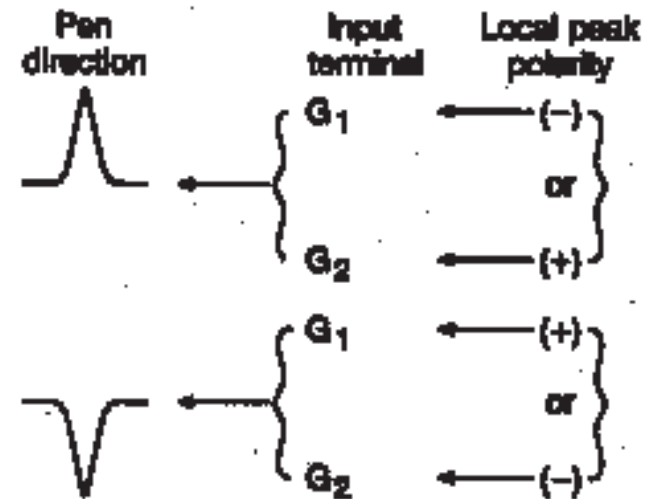 Pen direction
Input terminal
Local peak polarity
G1
(−)
or
G2
(+)
G1
(+)
or
G2
(−)